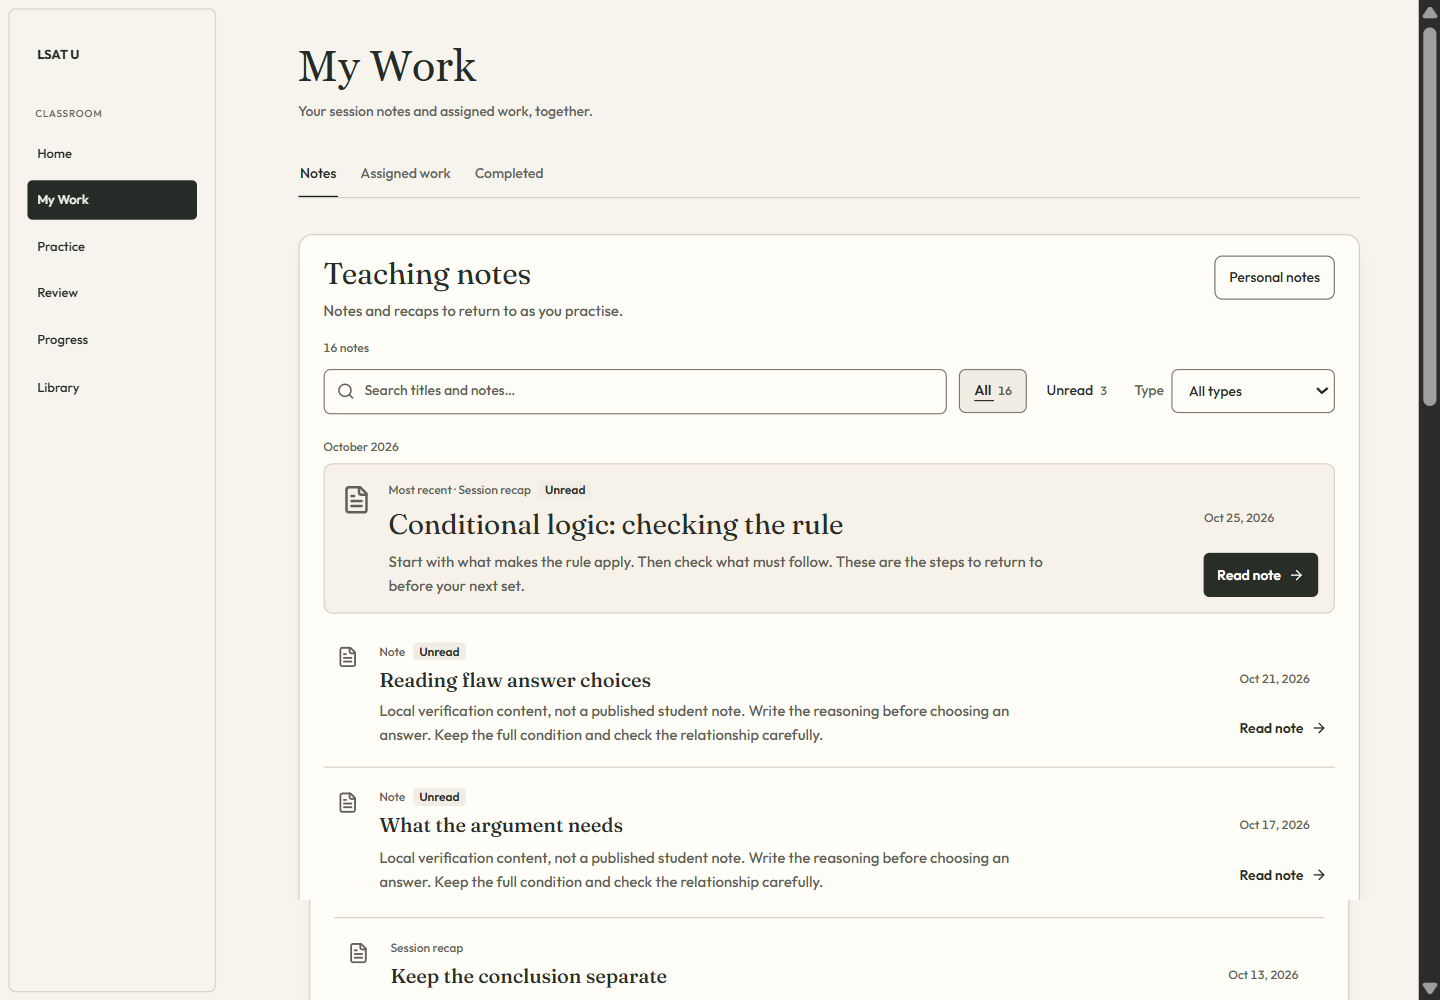 LSAT U
CLASSROOM
Home
My Work
Practice
Review
Progress
Library
My Work
Your session notes and assigned work, together.
Notes
Assigned work
Completed
Teaching notes
Personal notes
Notes and recaps to return to as you practise.
16 notes
Search titles and notes...
All 16
Unread 3
Type
All types
October 2026
Most recent · Session recap Unread
Conditional logic: checking the rule
Oct 25, 2026
Start with what makes the rule apply. Then check what must follow. These are the steps to return to
before your next set.
Read note
Note Unread
Reading flaw answer choices
Oct 21, 2026
Local verification content, not a published student note. Write the reasoning before choosing an
answer. Keep the full condition and check the relationship carefully.
Read note
Note Unread
What the argument needs
Oct 17, 2026
Local verification content, not a published student note. Write the reasoning before choosing an
answer. Keep the full condition and check the relationship carefully.
Read note
Session recap
Keep the conclusion separate
Oct 13, 2026